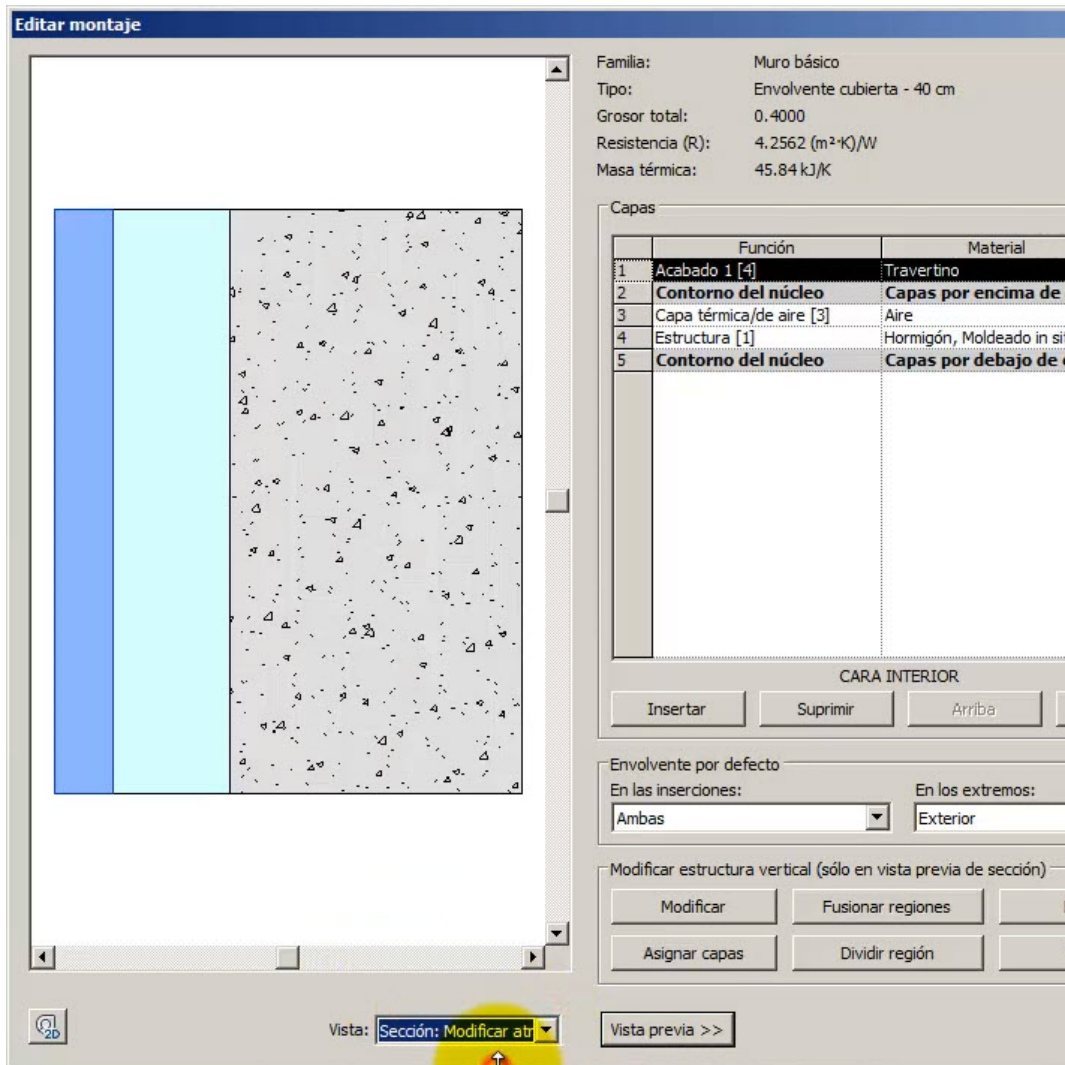 Editar montaje
Familia: Muro básico
Tipo: Envolvente cubierta - 40 cm
Grosor total: 0.4000
Resistencia (R): 4.2562 (m²·K)/W
Masa térmica: 45.84 kJ/K
Capas
Función Material
1 Acabado 1 [4] Travertino
2 Contorno del núcleo Capas por encima de
3 Capa térmica/de aire [3] Aire
4 Estructura [1] Hormigón, Moldeado in
5 Contorno del núcleo Capas por debajo de
CARA INTERIOR
Insertar Suprimir Arriba
Envolvente por defecto
En las inserciones: En los extremos:
Ambas Exterior
Modificar estructura vertical (sólo en vista previa de sección)
Modificar Fusionar regiones
Asignar capas Dividir región
2D Vista: Sección: Modificar atr Vista previa >>